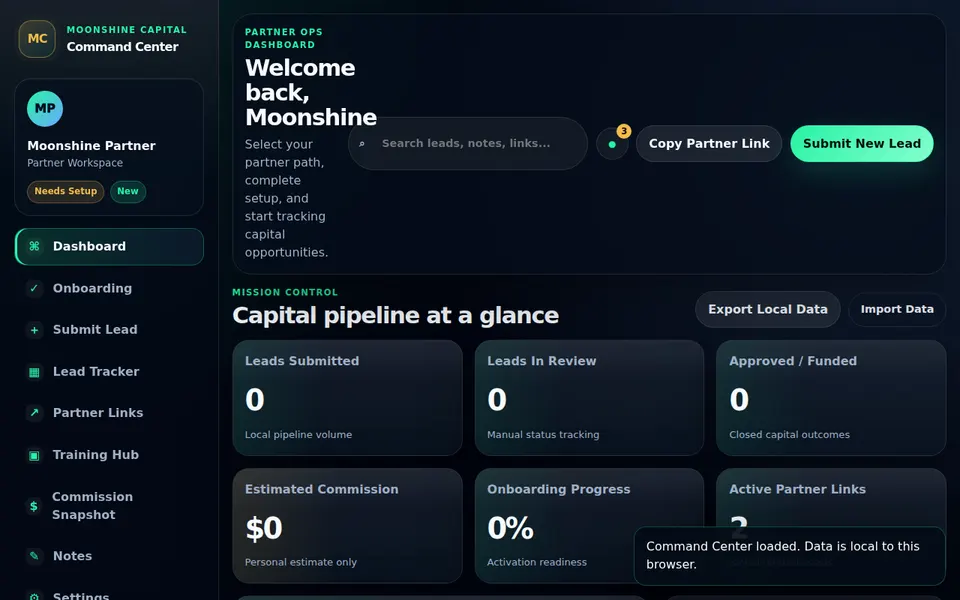 MC
MOONSHINE CAPITAL
Command Center
MP
Moonshine Partner
Partner Workspace
Needs Setup
New
Dashboard
Onboarding
Submit Lead
Lead Tracker
Partner Links
Training Hub
Commission
Snapshot
Notes
Settings
PARTNER OPS
DASHBOARD
Welcome
back,
Moonshine
Select your
partner path,
complete
setup, and
start tracking
capital
opportunities.
Search leads, notes, links...
3
Copy Partner Link
Submit New Lead
MISSION CONTROL
Capital pipeline at a glance
Export Local Data
Import Data
Leads Submitted
0
Local pipeline volume
Leads In Review
0
Manual status tracking
Approved / Funded
0
Closed capital outcomes
Estimated Commission
$0
Personal estimate only
Onboarding Progress
0%
Activation readiness
Active Partner Links
2
Command Center loaded. Data is local to this
browser.